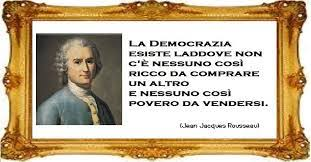 La Democrazia
esiste laddove non
c'è nessuno così
ricco da comprare
un altro
e nessuno così
povero da vendersi.
(Jean Jacques Rousseau)